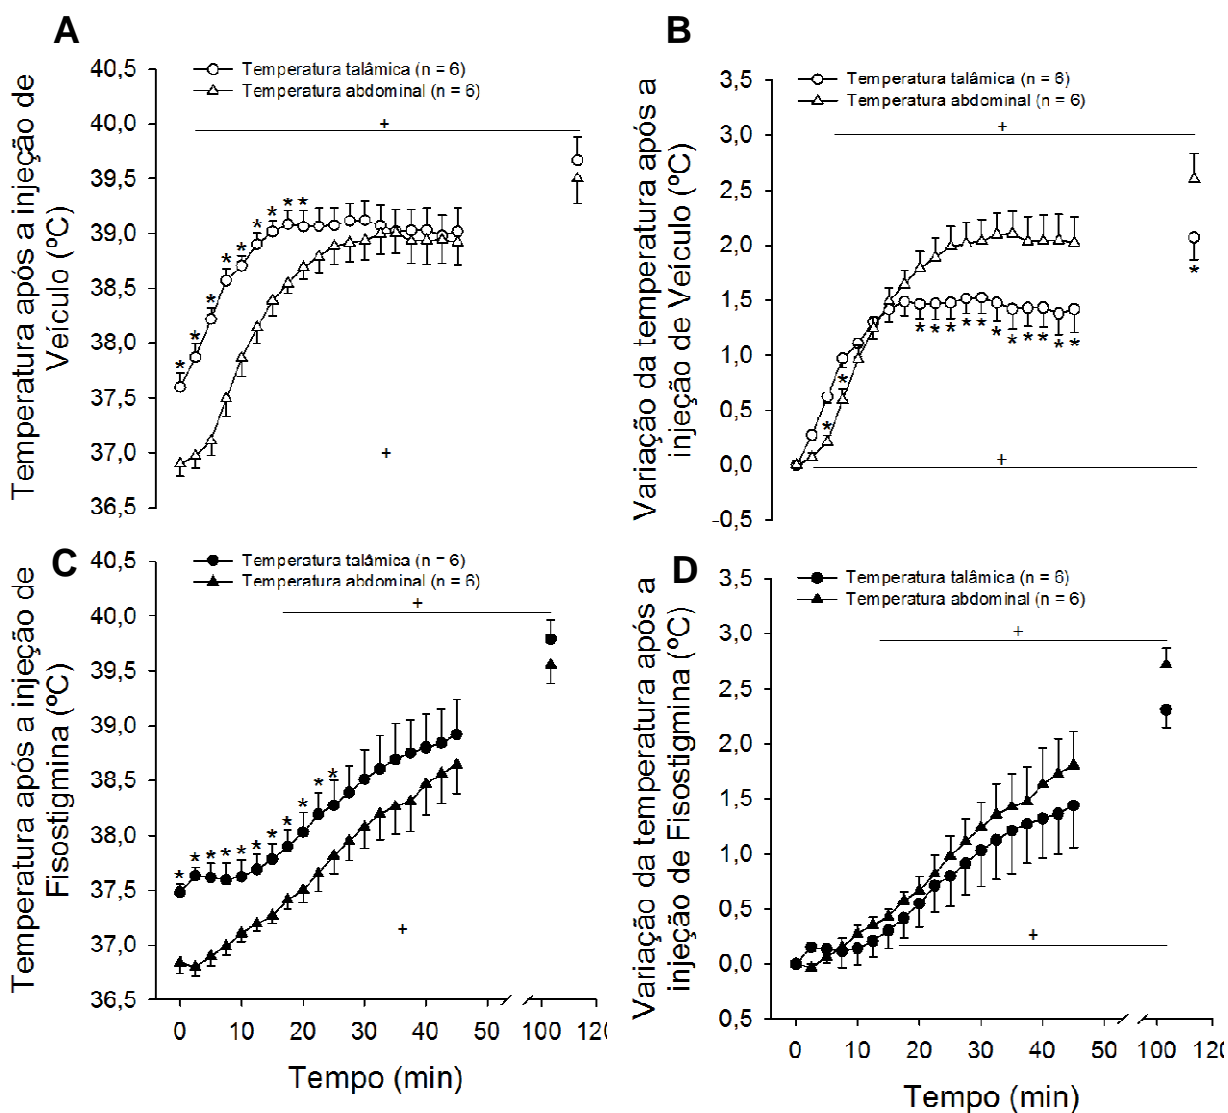 A
Temperatura após a injeção de
Veículo (ºC)
Temperatura talâmica (n = 6)
Temperatura abdominal (n = 6)
40,5
40,0
39,5
39,0
38,5
38,0
37,5
37,0
36,5
+
* * * * * * * * *
+
B
Variação da temperatura após a
injeção de Veículo (ºC)
Temperatura talâmica (n = 6)
Temperatura abdominal (n = 6)
3,5
3,0
2,5
2,0
1,5
1,0
0,5
0,0
-0,5
+
* * * * * * * * * * * * *
+
C
Temperatura após a injeção de
Fisostigmina (ºC)
Temperatura talâmica (n = 6)
Temperatura abdominal (n = 6)
40,5
40,0
39,5
39,0
38,5
38,0
37,5
37,0
36,5
+
* * * * * * * * * * *
+
0 10 20 30 40 50 100 120
Tempo (min)
D
Variação da temperatura após a
injeção de Fisostigmina (ºC)
Temperatura talâmica (n = 6)
Temperatura abdominal (n = 6)
3,5
3,0
2,5
2,0
1,5
1,0
0,5
0,0
0,5
+
+
0 10 20 30 40 50 100 120
Tempo (min)